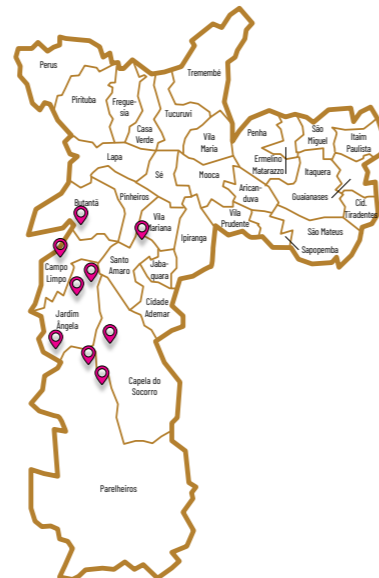 Perus
Tremembé
Pirituba
Fregue-
sia
Tucuruvi
Casa
Verde
Vila
Maria
Penha
São
Miguel
Itaim
Paulista
Lapa
Ermelino
Matarazzo
Sé
Mooca
Itaquera
Pinheiros
Arican-
duva
Guaianases
Butantã
Cid.
Tiradentes
Vila
Mariana
Vila
Prudente
São Mateus
Ipiranga
Sapopemba
Campo
Limpo
Santo
Amaro
Jaba-
quara
Cidade
Ademar
Jardim
Ângela
Capela do
Socorro
Parelheiros